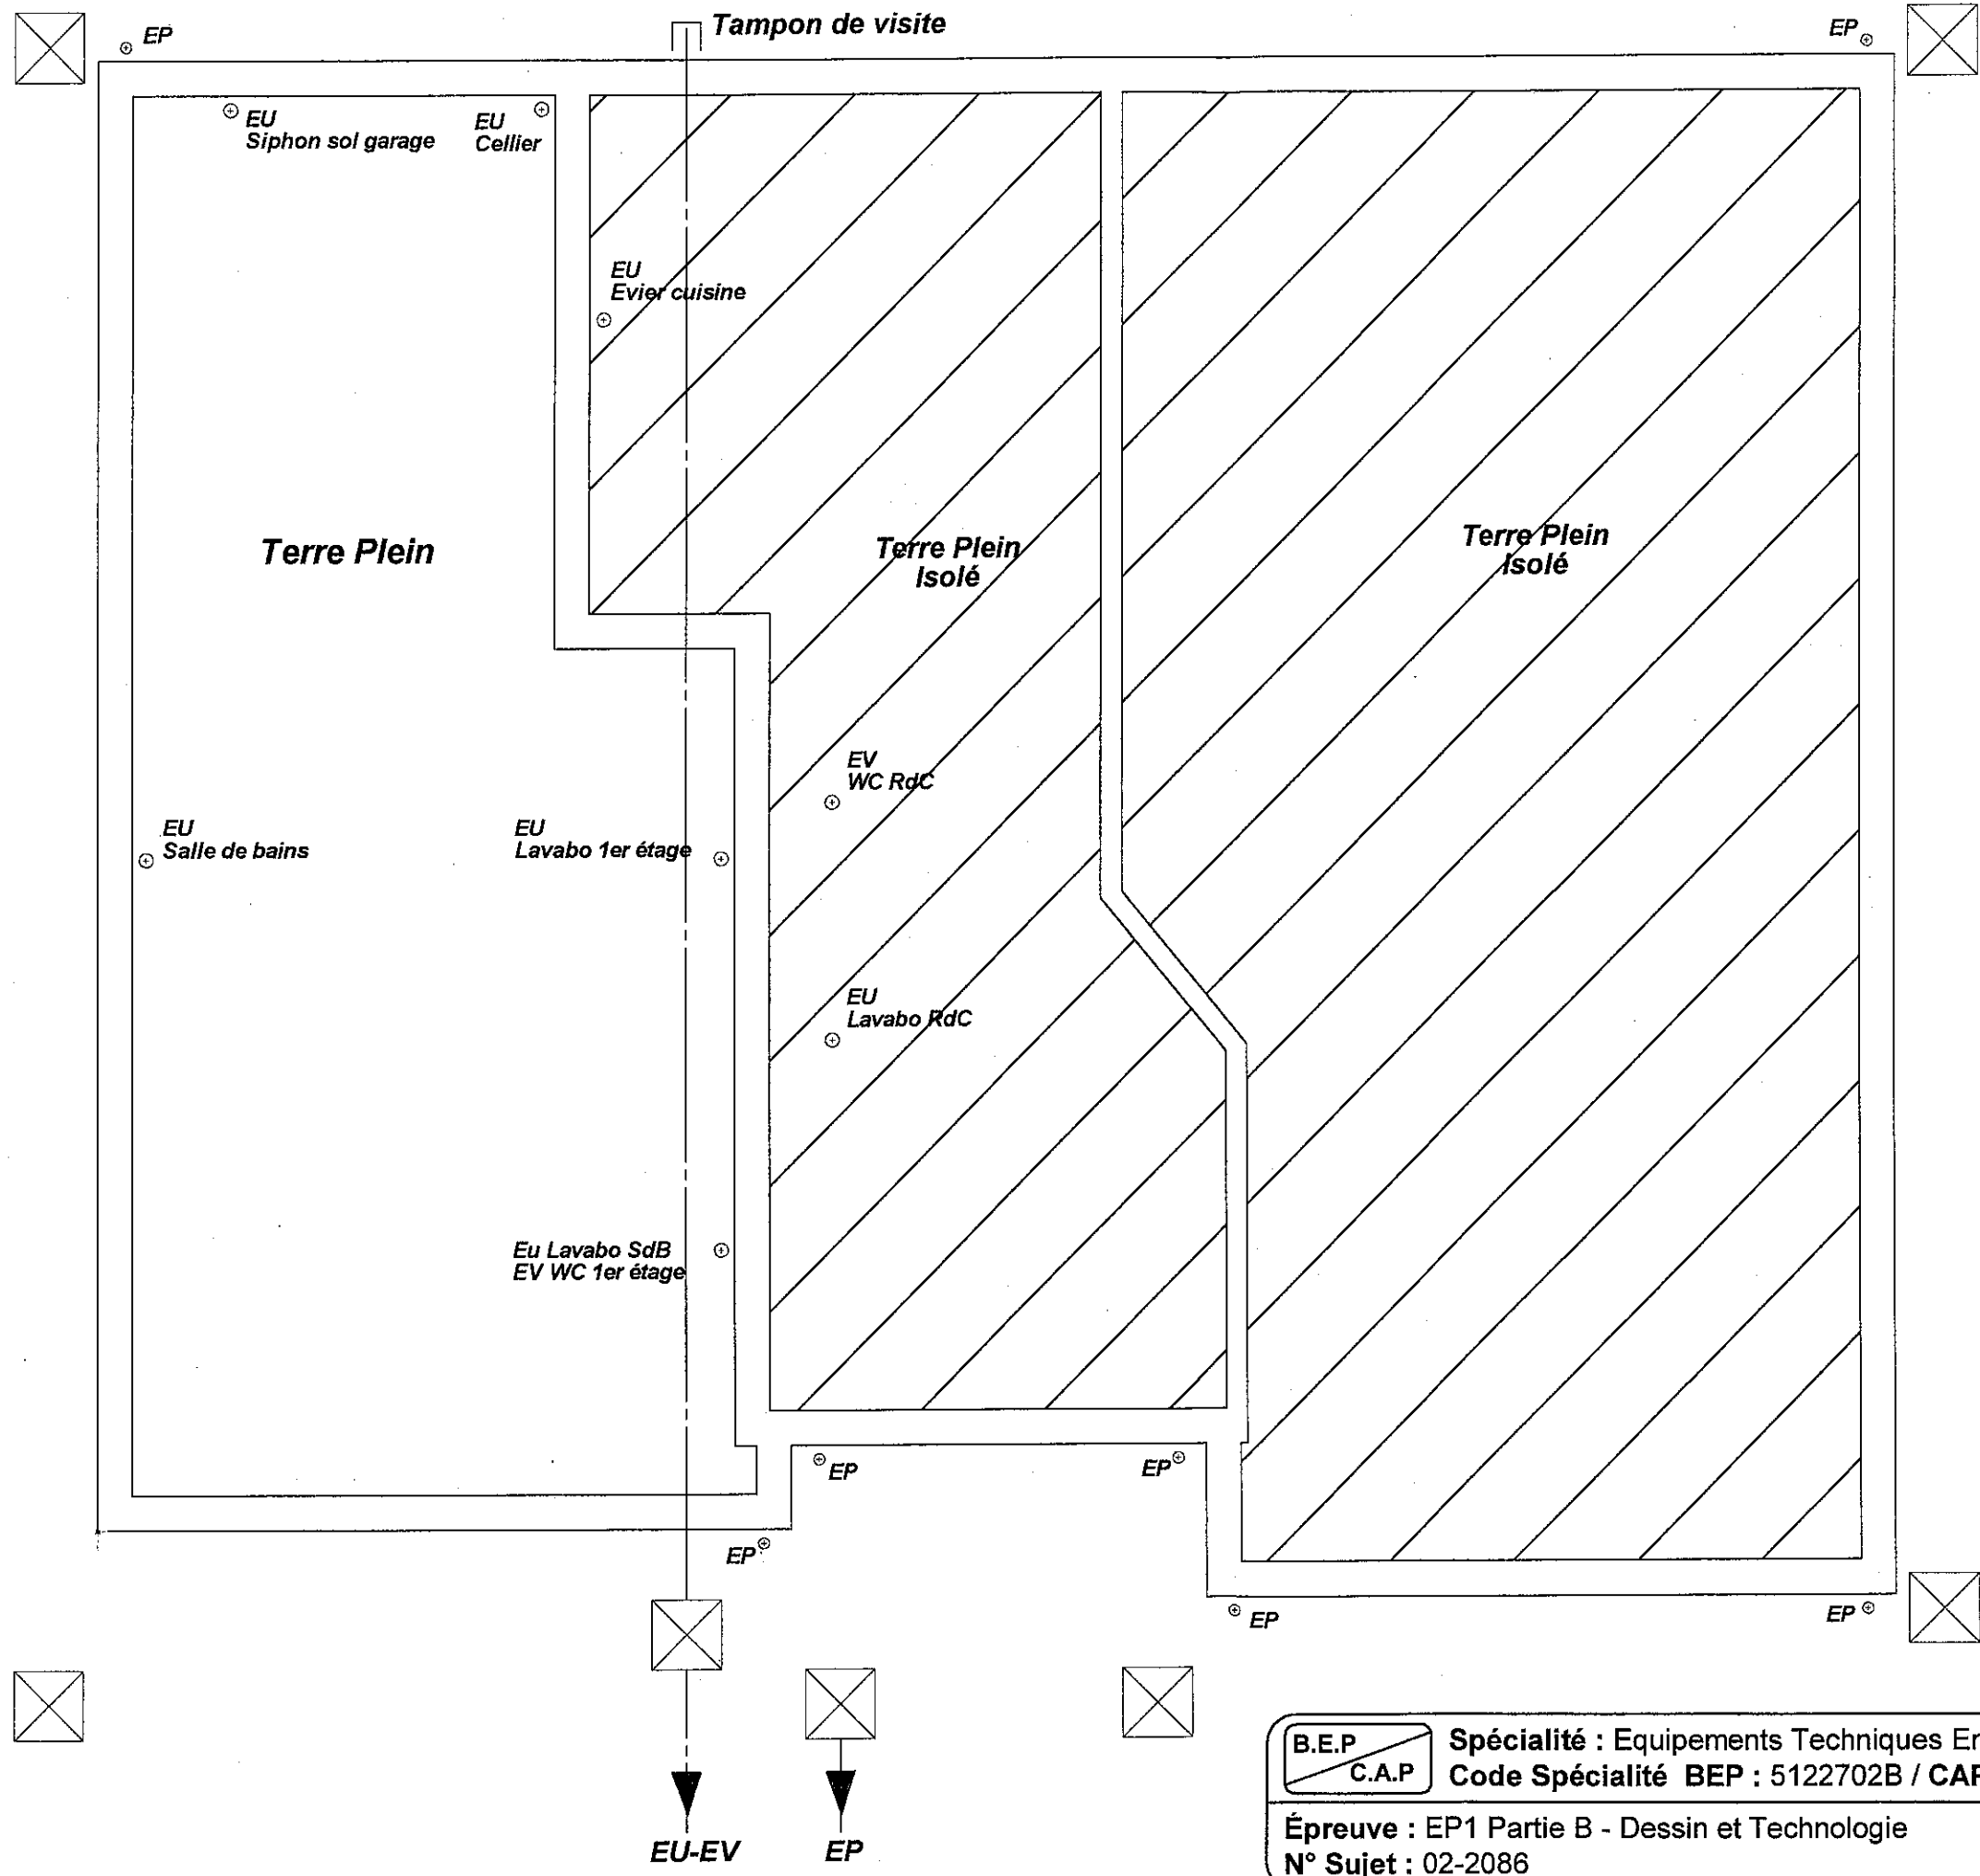 Tampon de visite
EP
EP
EU
Siphon sol garage
EU
Cellier
EU
Evier cuisine
Terre Plein
Terre Plein
Isolé
Terre Plein
Isolé
EV
WC RdC
EU
Salle de bains
EU
Lavabo 1er étage
EU
Lavabo RdC
Eu Lavabo SdB
EV WC 1er étage
EP
EP
EP
EP
EP
B.E.P
C.A.P
Spécialité : Equipements Techniques
Code Spécialité BEP : 5122702B /
Épreuve : EP1 Partie B - Dessin et Technologie
N° Sujet : 02-2086
EU-EV
EP